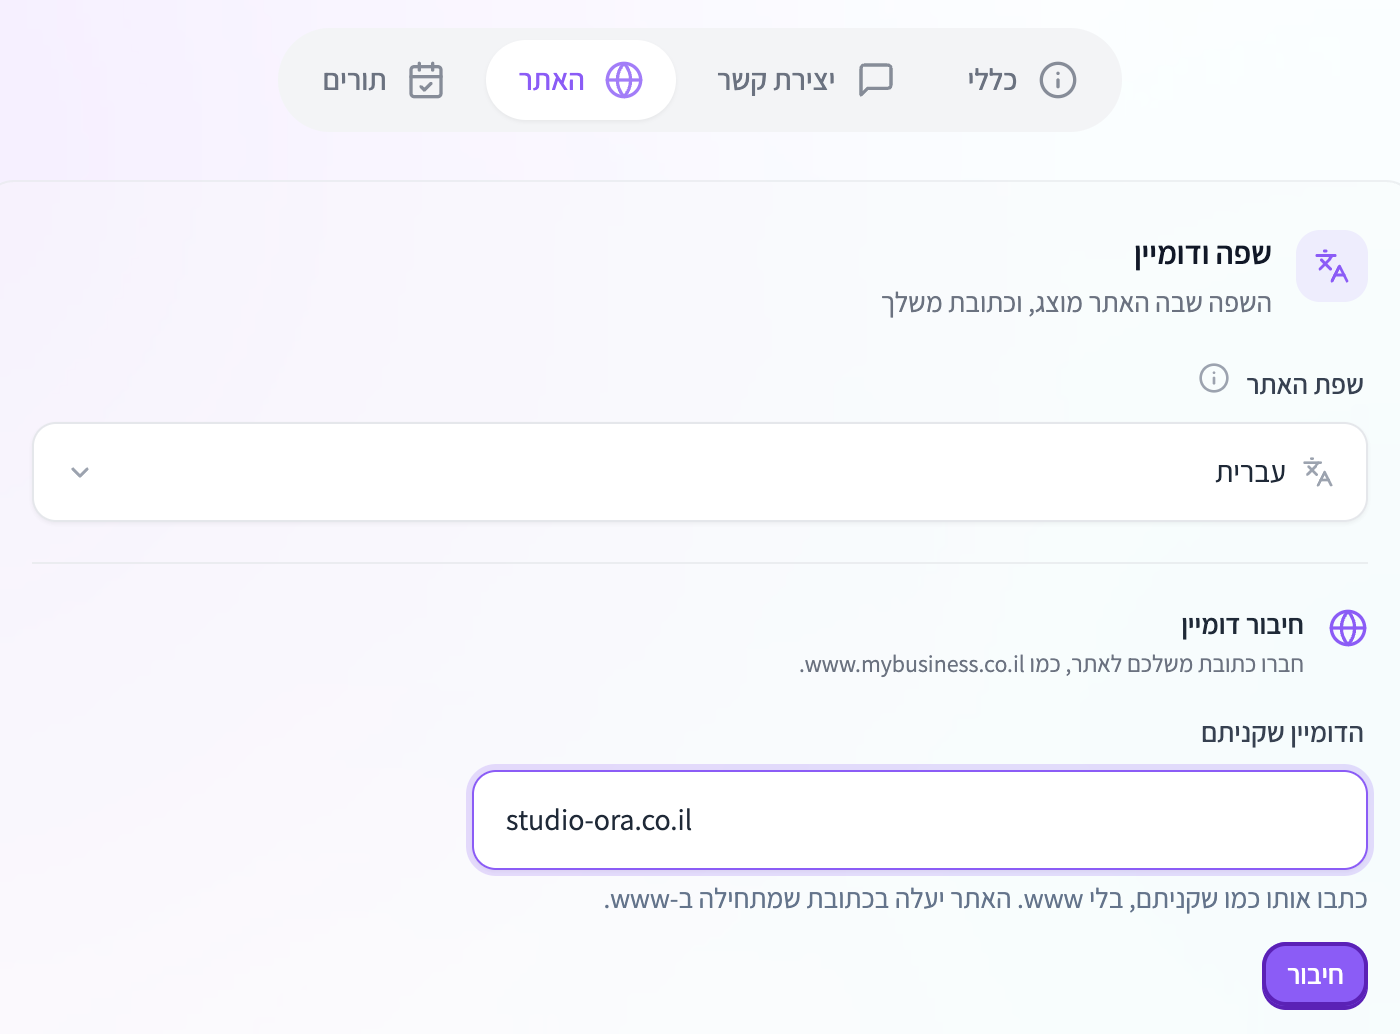 כללי
יצירת קשר
האתר
תורים
שפה ודומיין
השפה שבה האתר מוצג, וכתובת משלך
שפת האתר
עברית
חיבור דומיין
חברו כתובת משלכם לאתר, כמו www.mybusiness.co.il.
הדומיין שקניתם
studio-ora.co.il
כתבו אותו כמו שקניתם, בלי www. האתר יעלה בכתובת שמתחילה ב-www.
חיבור